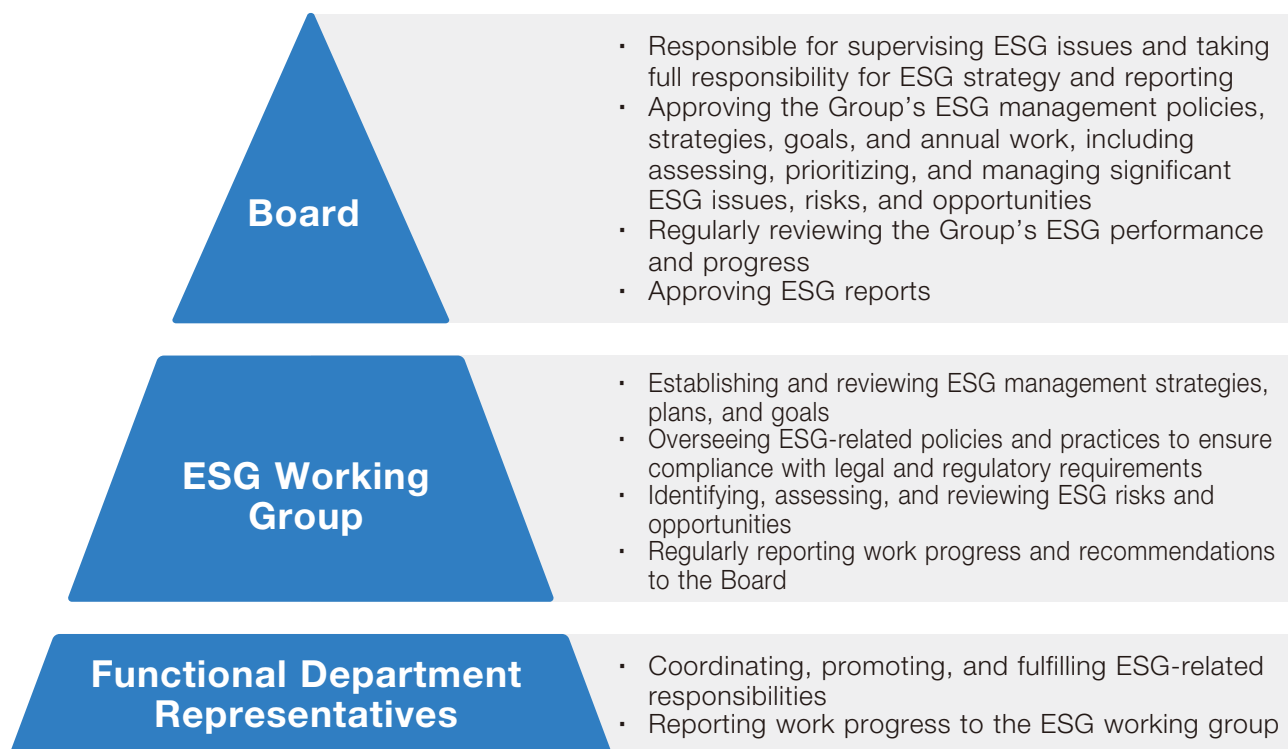 Board
· Responsible for supervising ESG issues and taking
full responsibility for ESG strategy and reporting
· Approving the Group’s ESG management policies,
strategies, goals, and annual work, including
assessing, prioritizing, and managing significant
ESG issues, risks, and opportunities
· Regularly reviewing the Group’s ESG performance
and progress
· Approving ESG reports
ESG Working
Group
· Establishing and reviewing ESG management strategies,
plans, and goals
· Overseeing ESG-related policies and practices to ensure
compliance with legal and regulatory requirements
· Identifying, assessing, and reviewing ESG risks and
opportunities
· Regularly reporting work progress and recommendations
to the Board
Functional Department
Representatives
· Coordinating, promoting, and fulfilling ESG-related
responsibilities
· Reporting work progress to the ESG working group